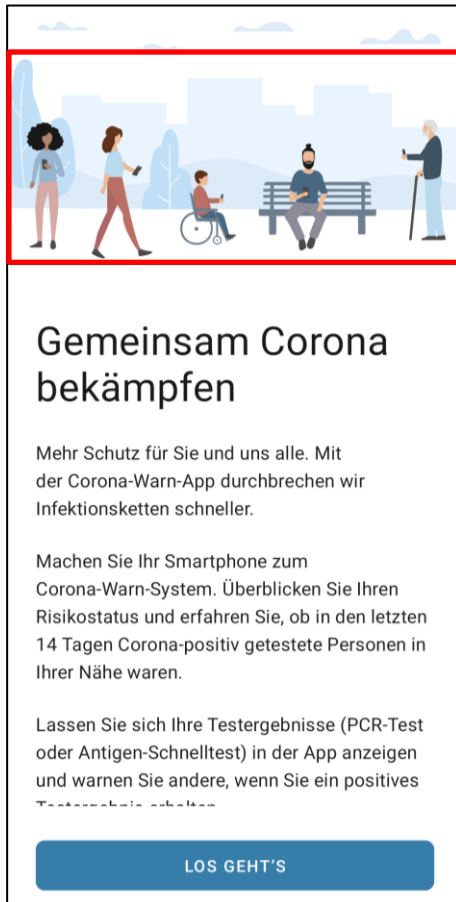 Gemeinsam Corona
bekämpfen
Mehr Schutz für Sie und uns alle. Mit
der Corona-Warn-App durchbrechen wir
Infektionsketten schneller.
Machen Sie Ihr Smartphone zum
Corona-Warn-System. Überblicken Sie Ihren
Risikostatus und erfahren Sie, ob in den letzten
14 Tagen Corona-positiv getestete Personen in
Ihrer Nähe waren.
Lassen Sie sich Ihre Testergebnisse (PCR-Test
oder Antigen-Schnelltest) in der App anzeigen
und warnen Sie andere, wenn Sie ein positives
LOS GEHT'S